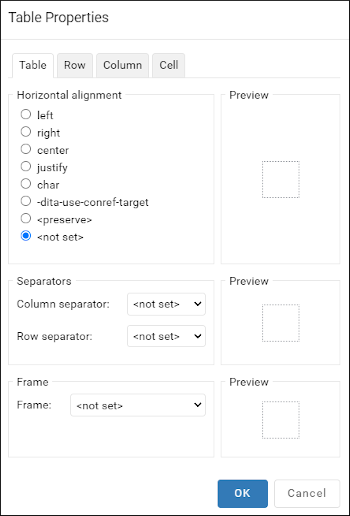 Table Properties
Table Row Column Cell
Horizontal alignment Preview
left
right
center
justify
char
-dita-use-conref-target
<preserve>
<not set>
Separators Preview
Column separator: <not set>
Row separator: <not set>
Frame Preview
Frame: <not set>
OK Cancel